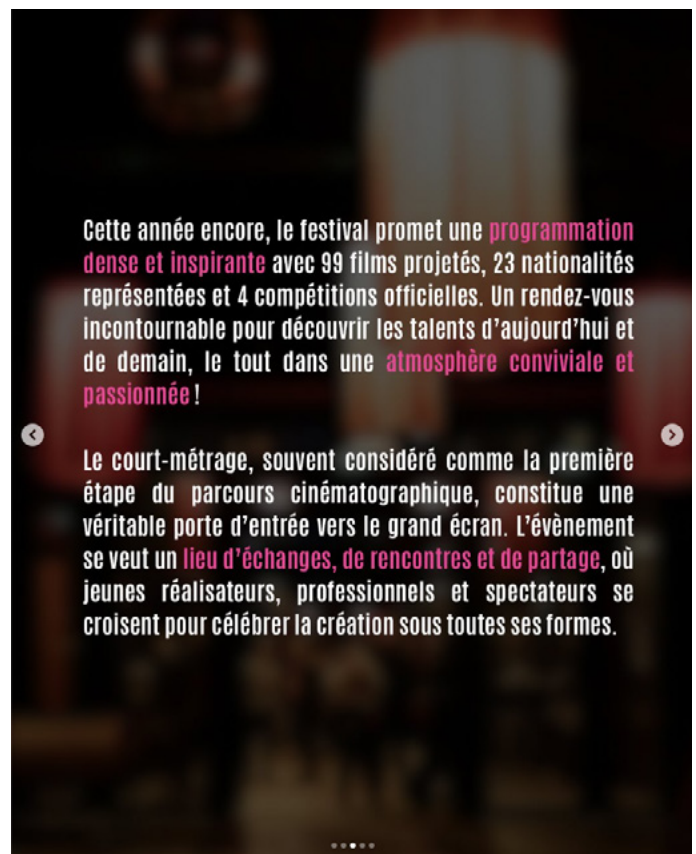 Cette année encore, le festival promet une programmation
dense et inspirante avec 99 films projetés, 23 nationalités
représentées et 4 compétitions officielles. Un rendez-vous
incontournable pour découvrir les talents d’aujourd’hui et
de demain, le tout dans une atmosphère conviviale et
passionnée !
Le court-métrage, souvent considéré comme la première
étape du parcours cinématographique, constitue une
véritable porte d’entrée vers le grand écran. L’évènement
se veut un lieu d’échanges, de rencontres et de partage, où
jeunes réalisateurs, professionnels et spectateurs se
croisent pour célébrer la création sous toutes ses formes.